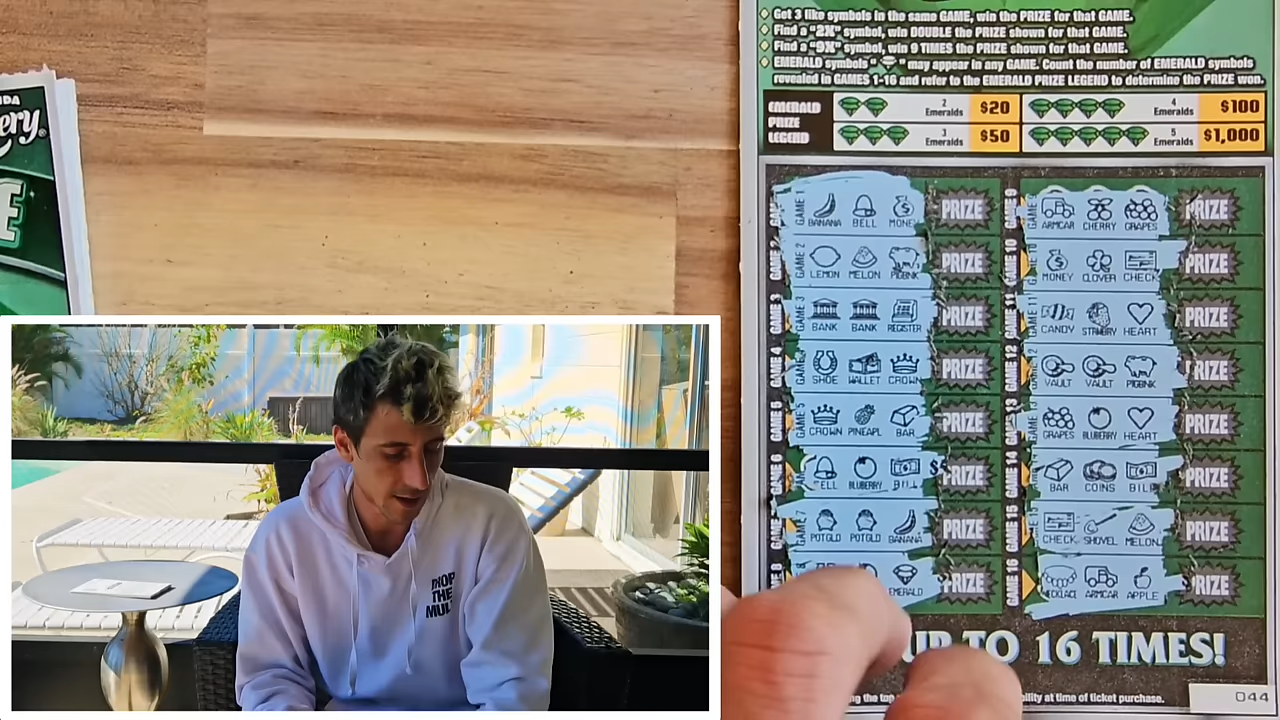 Get 3 like symbols in the same GAME, win the PRIZE for that GAME.
Find a "2X" symbol, win DOUBLE the PRIZE shown for that GAME.
Find a "9X" symbol, win 9 TIMES the PRIZE shown for that GAME.
EMERALD symbols " " may appear in any GAME. Count the number of EMERALD symbols
revealed in GAMES 1-16 and refer to the EMERALD PRIZE LEGEND to determine the PRIZE won.
EMERALD PRIZE LEGEND
2 Emeralds $20
4 Emeralds $100
3 Emeralds $50
5 Emeralds $1,000
GAME 1 BANANA BELL MONEY PRIZE
GAME 2 LEMON MELON PIGBNK PRIZE
GAME 3 BANK BANK REGISTER PRIZE
GAME 4 SHOE WALLET CROWN PRIZE
GAME 5 CROWN PINEAPL BAR PRIZE
GAME 6 BLUBERRY BILL PRIZE
GAME 7 POTGLD POTGLD BANANA PRIZE
EMERALD PRIZE
GAME 9 ARMCAR CHERRY GRAPES PRIZE
GAME 10 MONEY CLOVER CHECK PRIZE
GAME 11 CANDY STRWBRY HEART PRIZE
GAME 12 VAULT VAULT PIGBNK PRIZE
GRAPES BLUBERRY HEART PRIZE
GAME 14 BAR COINS BILL PRIZE
GAME 15 CHECK SHOVEL MELON PRIZE
GAME 16 NECKLACE ARMCAR APPLE PRIZE
UP TO 16 TIMES!
ility at time of ticket purchase.
044
DROP
THE